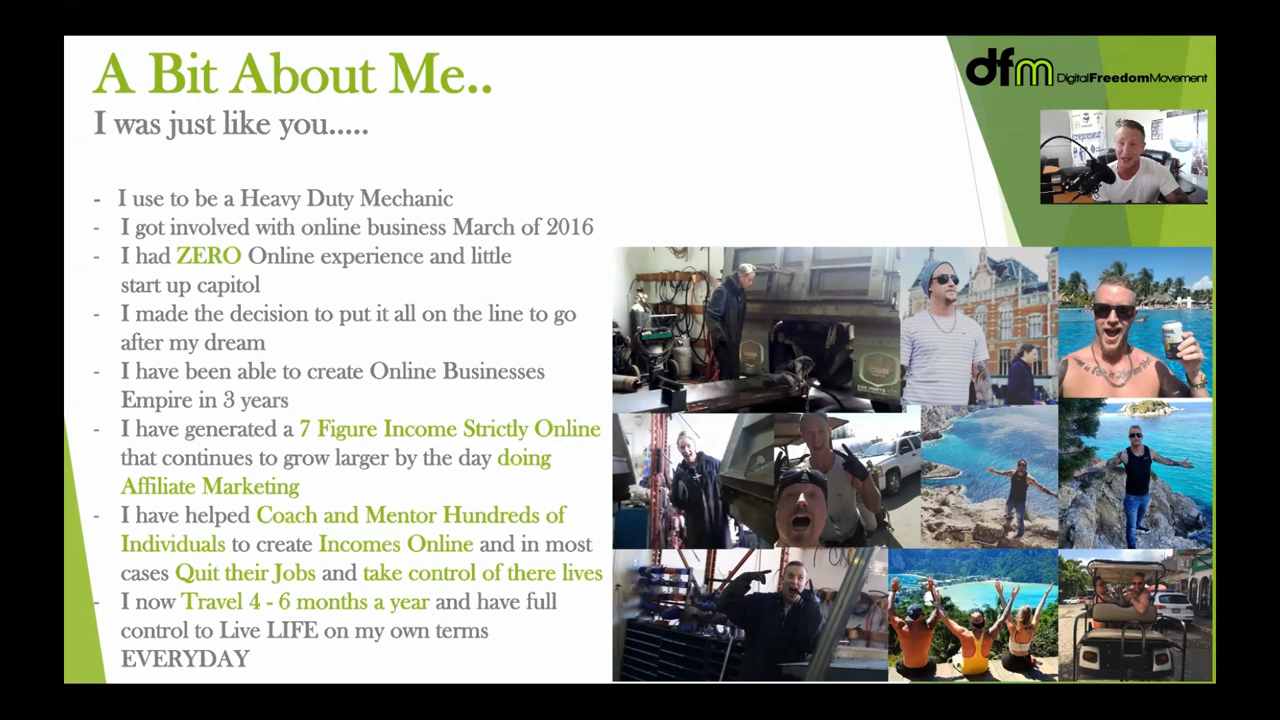 A Bit About Me..
dfm DigitalFreedomMovement
I was just like you.....
- I use to be a Heavy Duty Mechanic
- I got involved with online business March of 2016
- I had ZERO Online experience and little
start up capitol
- I made the decision to put it all on the line to go
after my dream
- I have been able to create Online Businesses
Empire in 3 years
- I have generated a 7 Figure Income Strictly Online
that continues to grow larger by the day doing
Affiliate Marketing
- I have helped Coach and Mentor Hundreds of
Individuals to create Incomes Online and in most
cases Quit their Jobs and take control of there lives
- I now Travel 4 - 6 months a year and have full
control to Live LIFE on my own terms
EVERYDAY